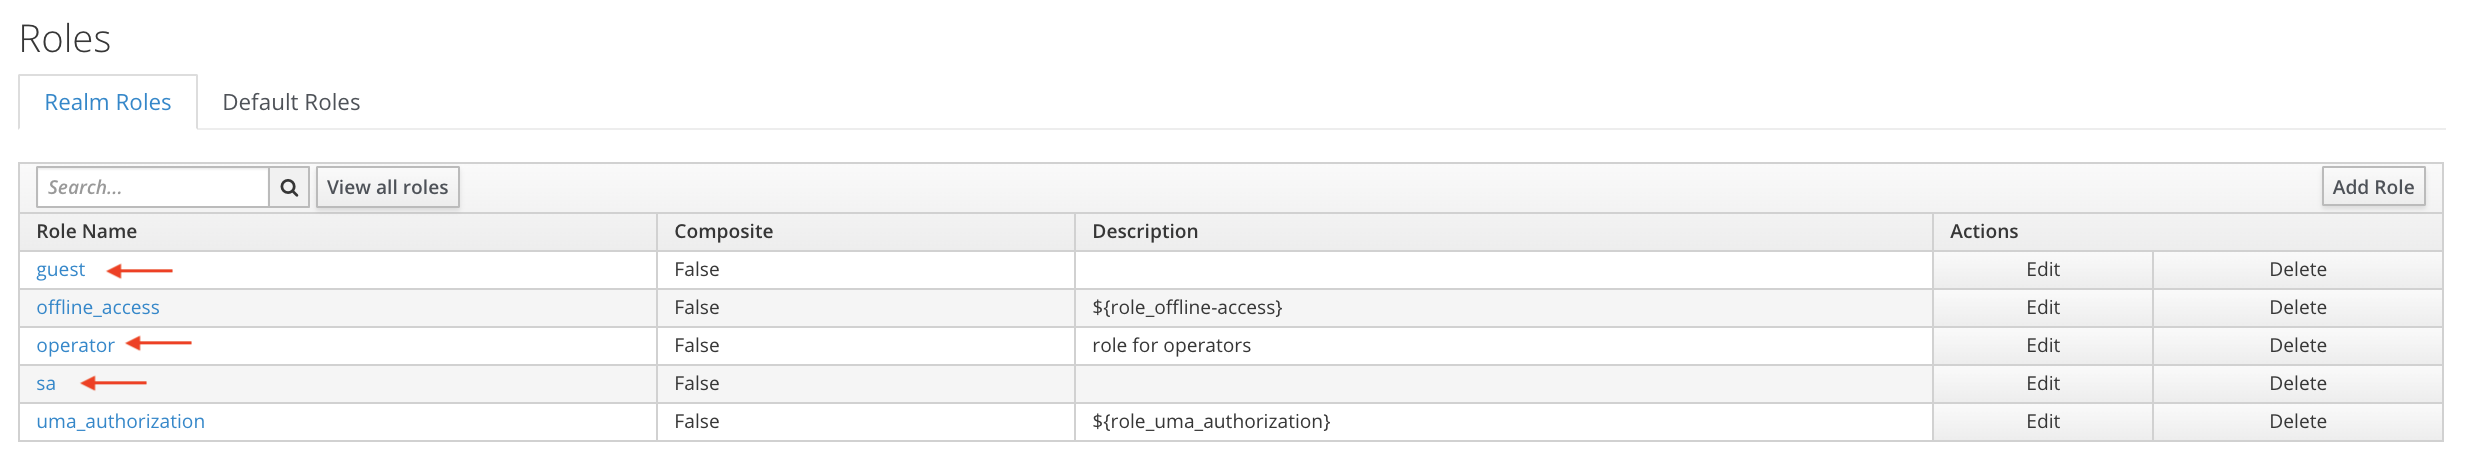 Roles
Realm Roles Default Roles
Search... View all roles Add Role
Role Name Composite Description Actions
guest False Edit Delete
offline_access False ${role_offline-access} Edit Delete
operator False role for operators Edit Delete
sa False Edit Delete
uma_authorization False ${role_uma_authorization} Edit Delete